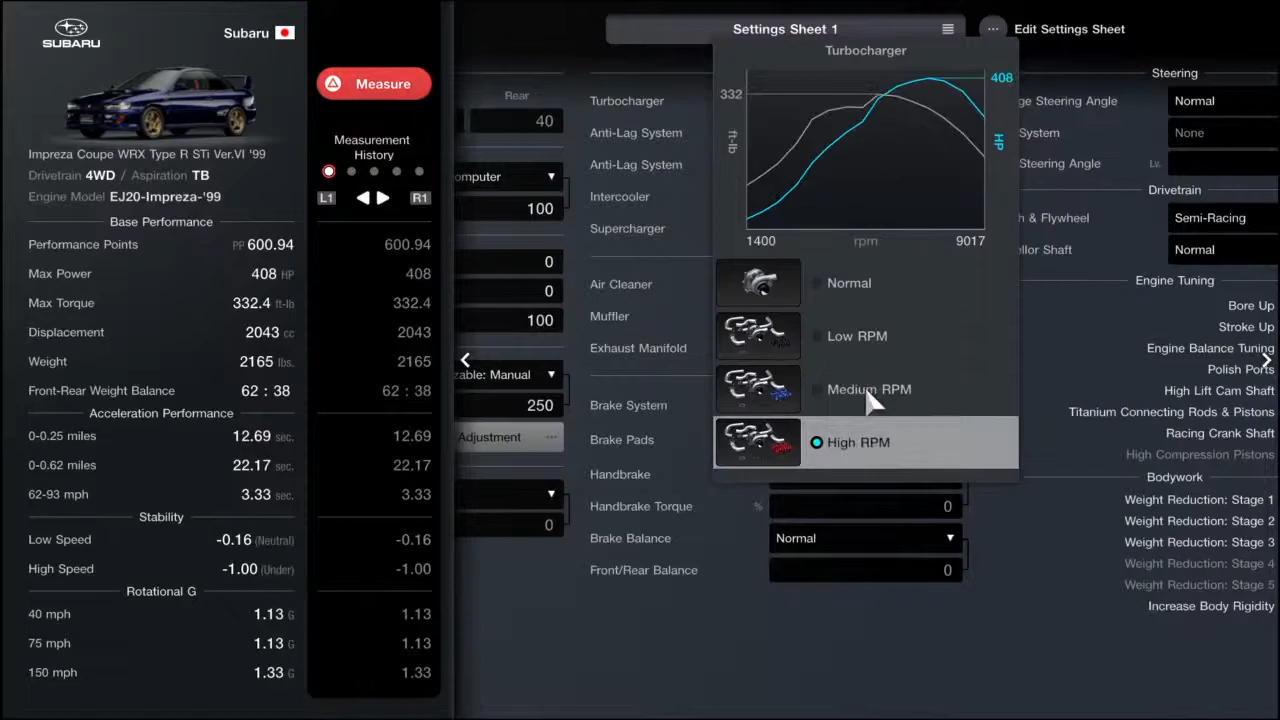 SUBARU
Subaru
Impreza Coupe WRX Type R STi Ver.VI '99
Drivetrain 4WD / Aspiration TB
Engine Model EJ20-Impreza-'99
Base Performance
Performance Points PP 600.94
Max Power 408 HP
Max Torque 332.4 ft-lb
Displacement 2043 cc
Weight 2165 lbs.
Front-Rear Weight Balance 62 : 38
Acceleration Performance
0-0.25 miles 12.69 sec.
0-0.62 miles 22.17 sec.
62-93 mph 3.33 sec.
Stability
Low Speed -0.16 (Neutral)
High Speed -1.00 (Under)
Rotational G
40 mph 1.13 G
75 mph 1.13 G
150 mph 1.33 G
Measure
Measurement
History
L1 R1
600.94
408
332.4
2043
2165
62 : 38
12.69
22.17
3.33
-0.16
-1.00
1.13
1.13
1.33
Rear
40
omputer
100
0
0
100
zable: Manual
250
Adjustment ...
0
Settings Sheet 1
... Edit Settings Sheet
Turbocharger
Anti-Lag System
Anti-Lag System
Intercooler
Supercharger
Air Cleaner
Muffler
Exhaust Manifold
Brake System
Brake Pads
Handbrake
Handbrake Torque % 0
Brake Balance Normal
Front/Rear Balance 0
Turbocharger
332 408
ft-lb HP
1400 rpm 9017
Normal
Low RPM
Medium RPM
High RPM
Steering
ge Steering Angle Normal
System None
Steering Angle Lv.
Drivetrain
h & Flywheel Semi-Racing
llor Shaft Normal
Engine Tuning
Bore Up
Stroke Up
Engine Balance Tuning
Polish Ports
High Lift Cam Shaft
Titanium Connecting Rods & Pistons
Racing Crank Shaft
High Compression Pistons
Bodywork
Weight Reduction: Stage 1
Weight Reduction: Stage 2
Weight Reduction: Stage 3
Weight Reduction: Stage 4
Weight Reduction: Stage 5
Increase Body Rigidity